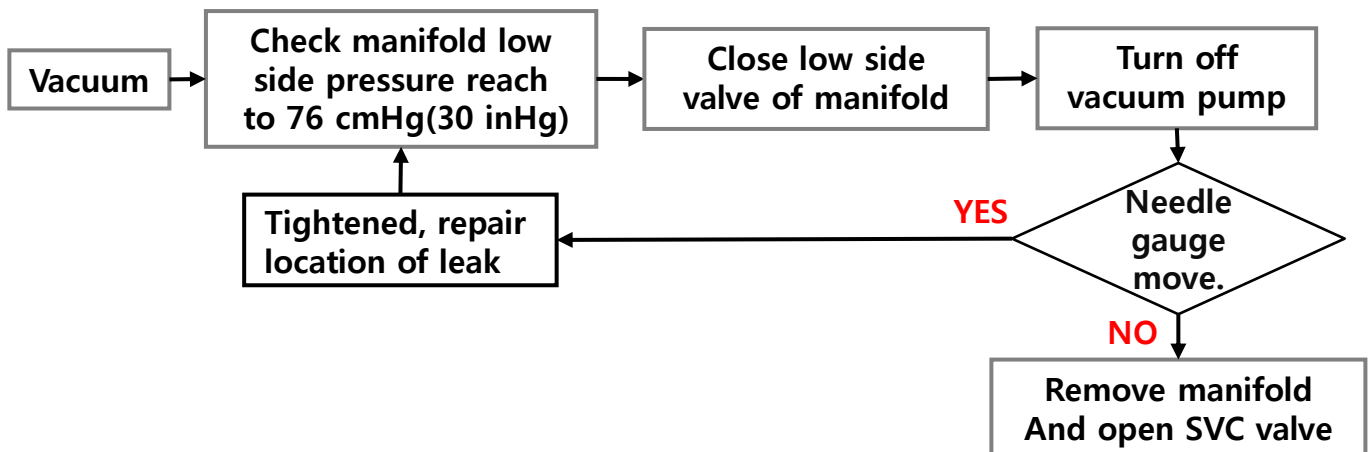 Vacuum
Check manifold low
side pressure reach
to 76 cmHg(30 inHg)
Close low side
valve of manifold
Turn off
vacuum pump
Needle
gauge
move.
YES
Tightened, repair
location of leak
NO
Remove manifold
And open SVC valve